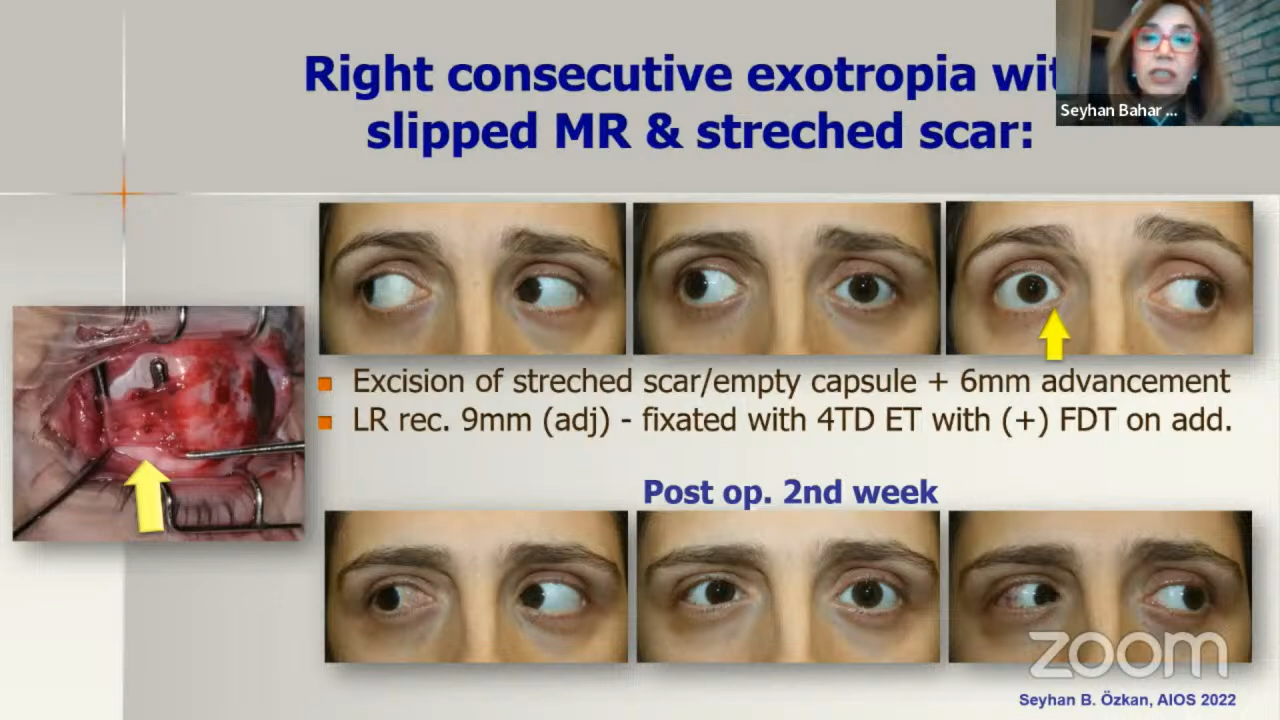 Right consecutive exotropia wit
slipped MR & streched scar:
Seyhan Bahar ...
Excision of streched scar/empty capsule + 6mm advancement
LR rec. 9mm (adj) - fixated with 4TD ET with (+) FDT on add.
Post op. 2nd week
zoom
Seyhan B. Özkan, AIOS 2022